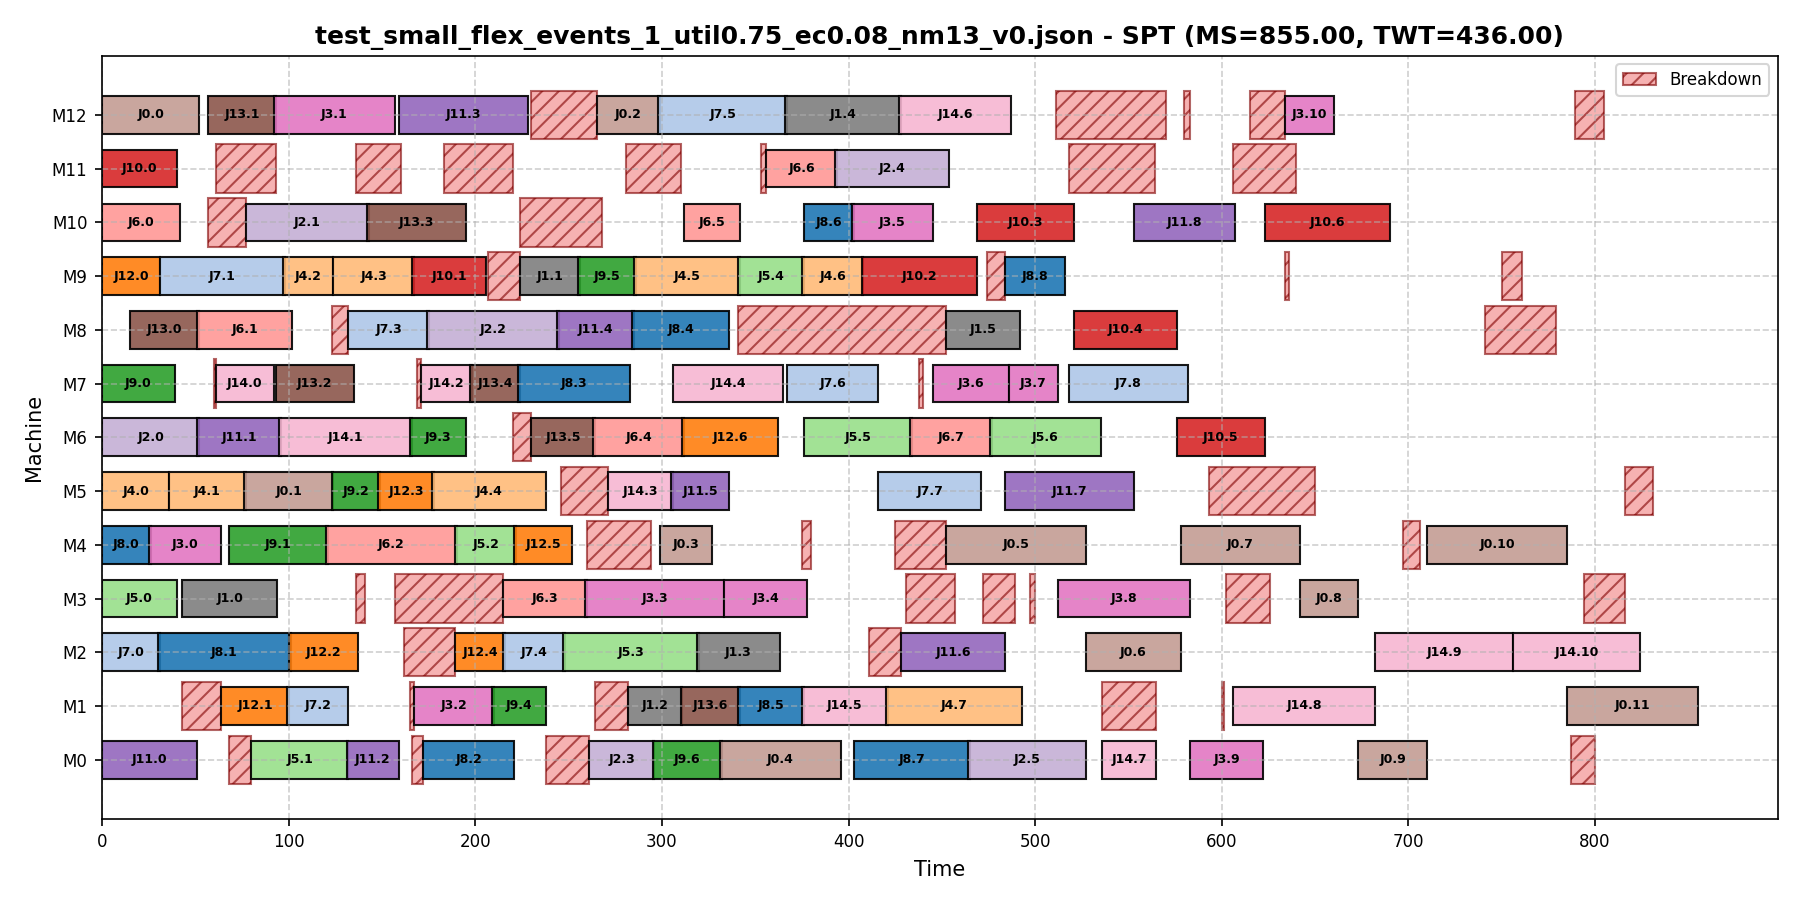 test_small_flex_events_1_util0.75_ec0.08_nm13_v0.json - SPT (MS=855.00, TWT=436.00)
Breakdown
M12 J0.0 J13.1 J3.1 J11.3 J0.2 J7.5 J1.4 J14.6 J3.10
M11 J10.0 J6.6 J2.4
M10 J6.0 J2.1 J13.3 J6.5 J8.6 J3.5 J10.3 J11.8 J10.6
M9 J12.0 J7.1 J4.2 J4.3 J10.1 J1.1 J9.5 J4.5 J5.4 J4.6 J10.2 J8.8
M8 J13.0 J6.1 J7.3 J2.2 J11.4 J8.4 J1.5 J10.4
M7 J9.0 J14.0 J13.2 J14.2 J13.4 J8.3 J14.4 J7.6 J3.6 J3.7 J7.8
M6 J2.0 J11.1 J14.1 J9.3 J13.5 J6.4 J12.6 J5.5 J6.7 J5.6 J10.5
M5 J4.0 J4.1 J0.1 J9.2 J12.3 J4.4 J14.3 J11.5 J7.7 J11.7
M4 J8.0 J3.0 J9.1 J6.2 J5.2 J12.5 J0.3 J0.5 J0.7 J0.10
M3 J5.0 J1.0 J6.3 J3.3 J3.4 J3.8 J0.8
M2 J7.0 J8.1 J12.2 J12.4 J7.4 J5.3 J1.3 J11.6 J0.6 J14.9 J14.10
M1 J12.1 J7.2 J3.2 J9.4 J1.2 J13.6 J8.5 J14.5 J4.7 J14.8 J0.11
M0 J11.0 J5.1 J11.2 J8.2 J2.3 J9.6 J0.4 J8.7 J2.5 J14.7 J3.9 J0.9
Machine
0 100 200 300 400 500 600 700 800
Time